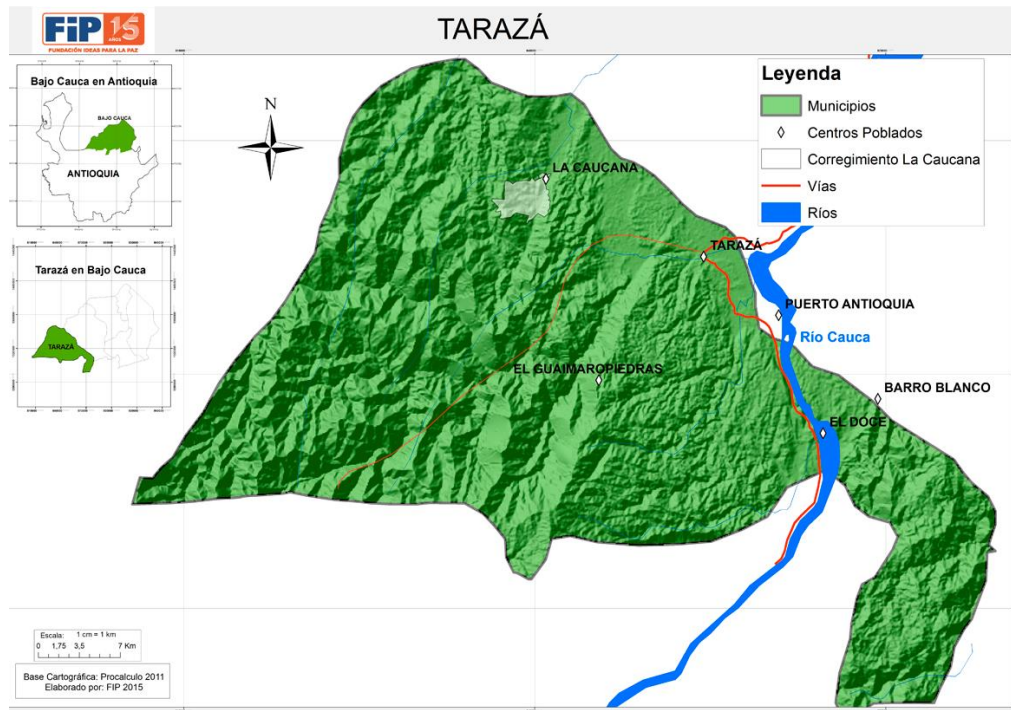 FIP 15
AÑOS
FUNDACIÓN IDEAS PARA LA PAZ
TARAZÁ
Bajo Cauca en Antioquia
BAJO CAUCA
ANTIOQUIA
Tarazá en Bajo Cauca
TARAZÁ
N
Leyenda
Municipios
Centros Poblados
Corregimiento La Caucana
Vías
Ríos
LA CAUCANA
TARAZÁ
PUERTO ANTIOQUIA
Río Cauca
EL GUAIMAROPIEDRAS
BARRO BLANCO
EL DOCE
Escala: 1 cm = 1 km
0 1,75 3,5 7 Km
Base Cartográfica: Procalculo 2011
Elaborado por: FIP 2015